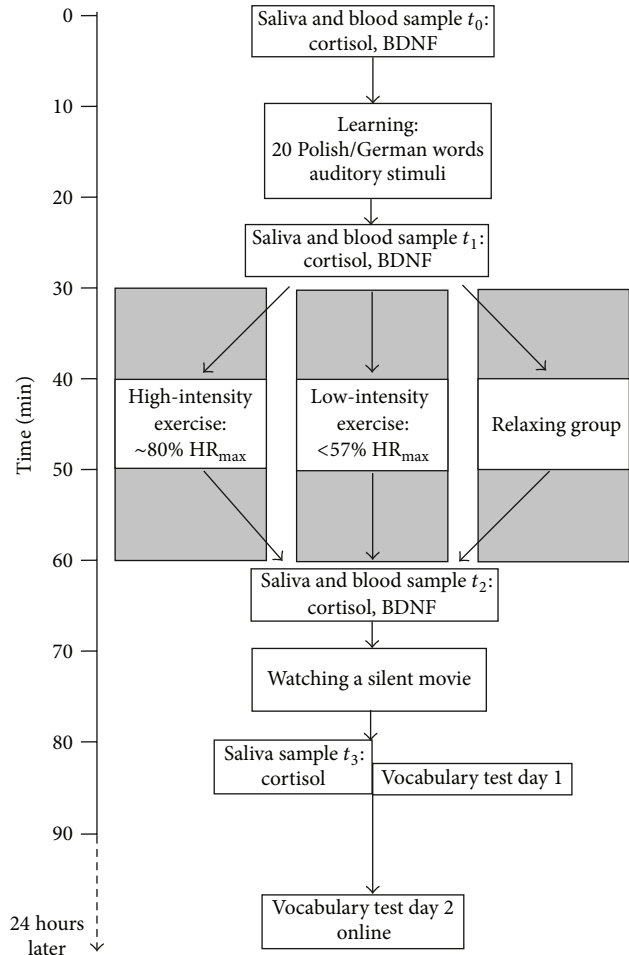 0
Saliva and blood sample t0:
cortisol, BDNF
10
Learning:
20 Polish/German words
auditory stimuli
20
Saliva and blood sample t1:
cortisol, BDNF
30
Time (min)
40
High-intensity
exercise:
~80% HRmax
Low-intensity
exercise:
<57% HRmax
Relaxing group
50
60
Saliva and blood sample t2:
cortisol, BDNF
70
Watching a silent movie
80
Saliva sample t3:
cortisol
Vocabulary test day 1
90
24 hours
later
Vocabulary test day 2
online